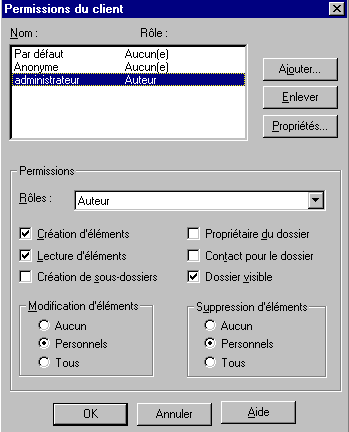 Permissions du client
Nom : Rôle :
Par défaut Aucun(e)
Anonyme Aucun(e)
administrateur Auteur
Ajouter...
Enlever
Propriétés...
Permissions
Rôles : Auteur
Création d'éléments Propriétaire du dossier
Lecture d'éléments Contact pour le dossier
Création de sous-dossiers Dossier visible
Modification d'éléments Suppression d'éléments
Aucun Aucun
Personnels Personnels
Tous Tous
OK Annuler Aide